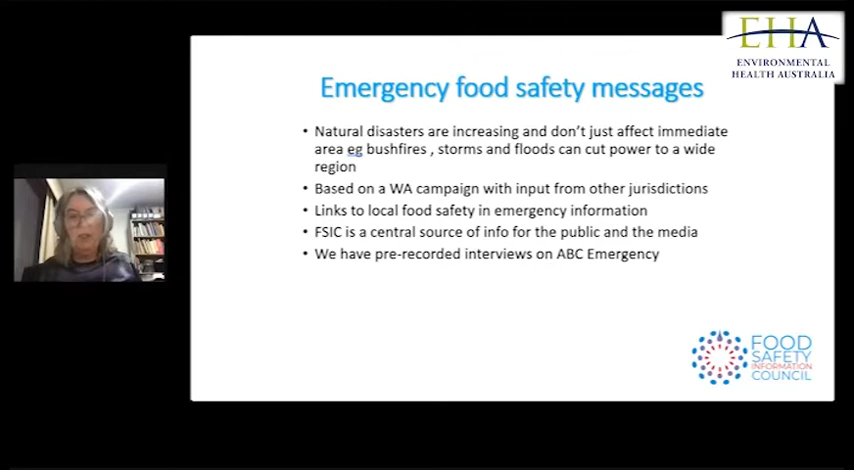 EHA
ENVIRONMENTAL
HEALTH AUSTRALIA
Emergency food safety messages
• Natural disasters are increasing and don't just affect immediate
area eg bushfires , storms and floods can cut power to a wide
region
• Based on a WA campaign with input from other jurisdictions
• Links to local food safety in emergency information
• FSIC is a central source of info for the public and the media
• We have pre-recorded interviews on ABC Emergency
FOOD
SAFETY
INFORMATION
COUNCIL